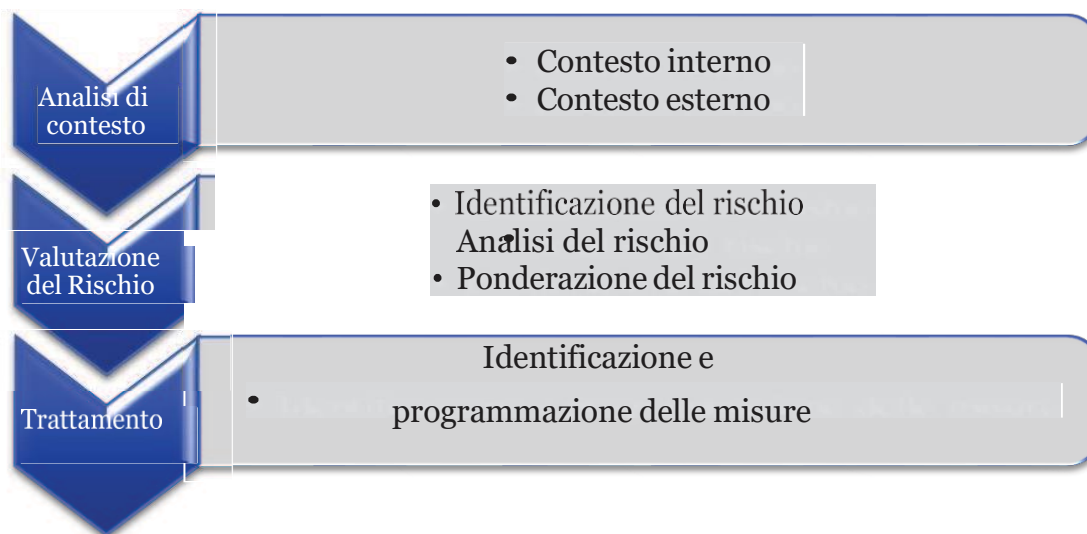 Analisi di
contesto
• Contesto interno
• Contesto esterno
Valutazione
del Rischio
• Identificazione del rischio
• Analisi del rischio
• Ponderazione del rischio
Trattamento
Identificazione e
• programmazione delle misure